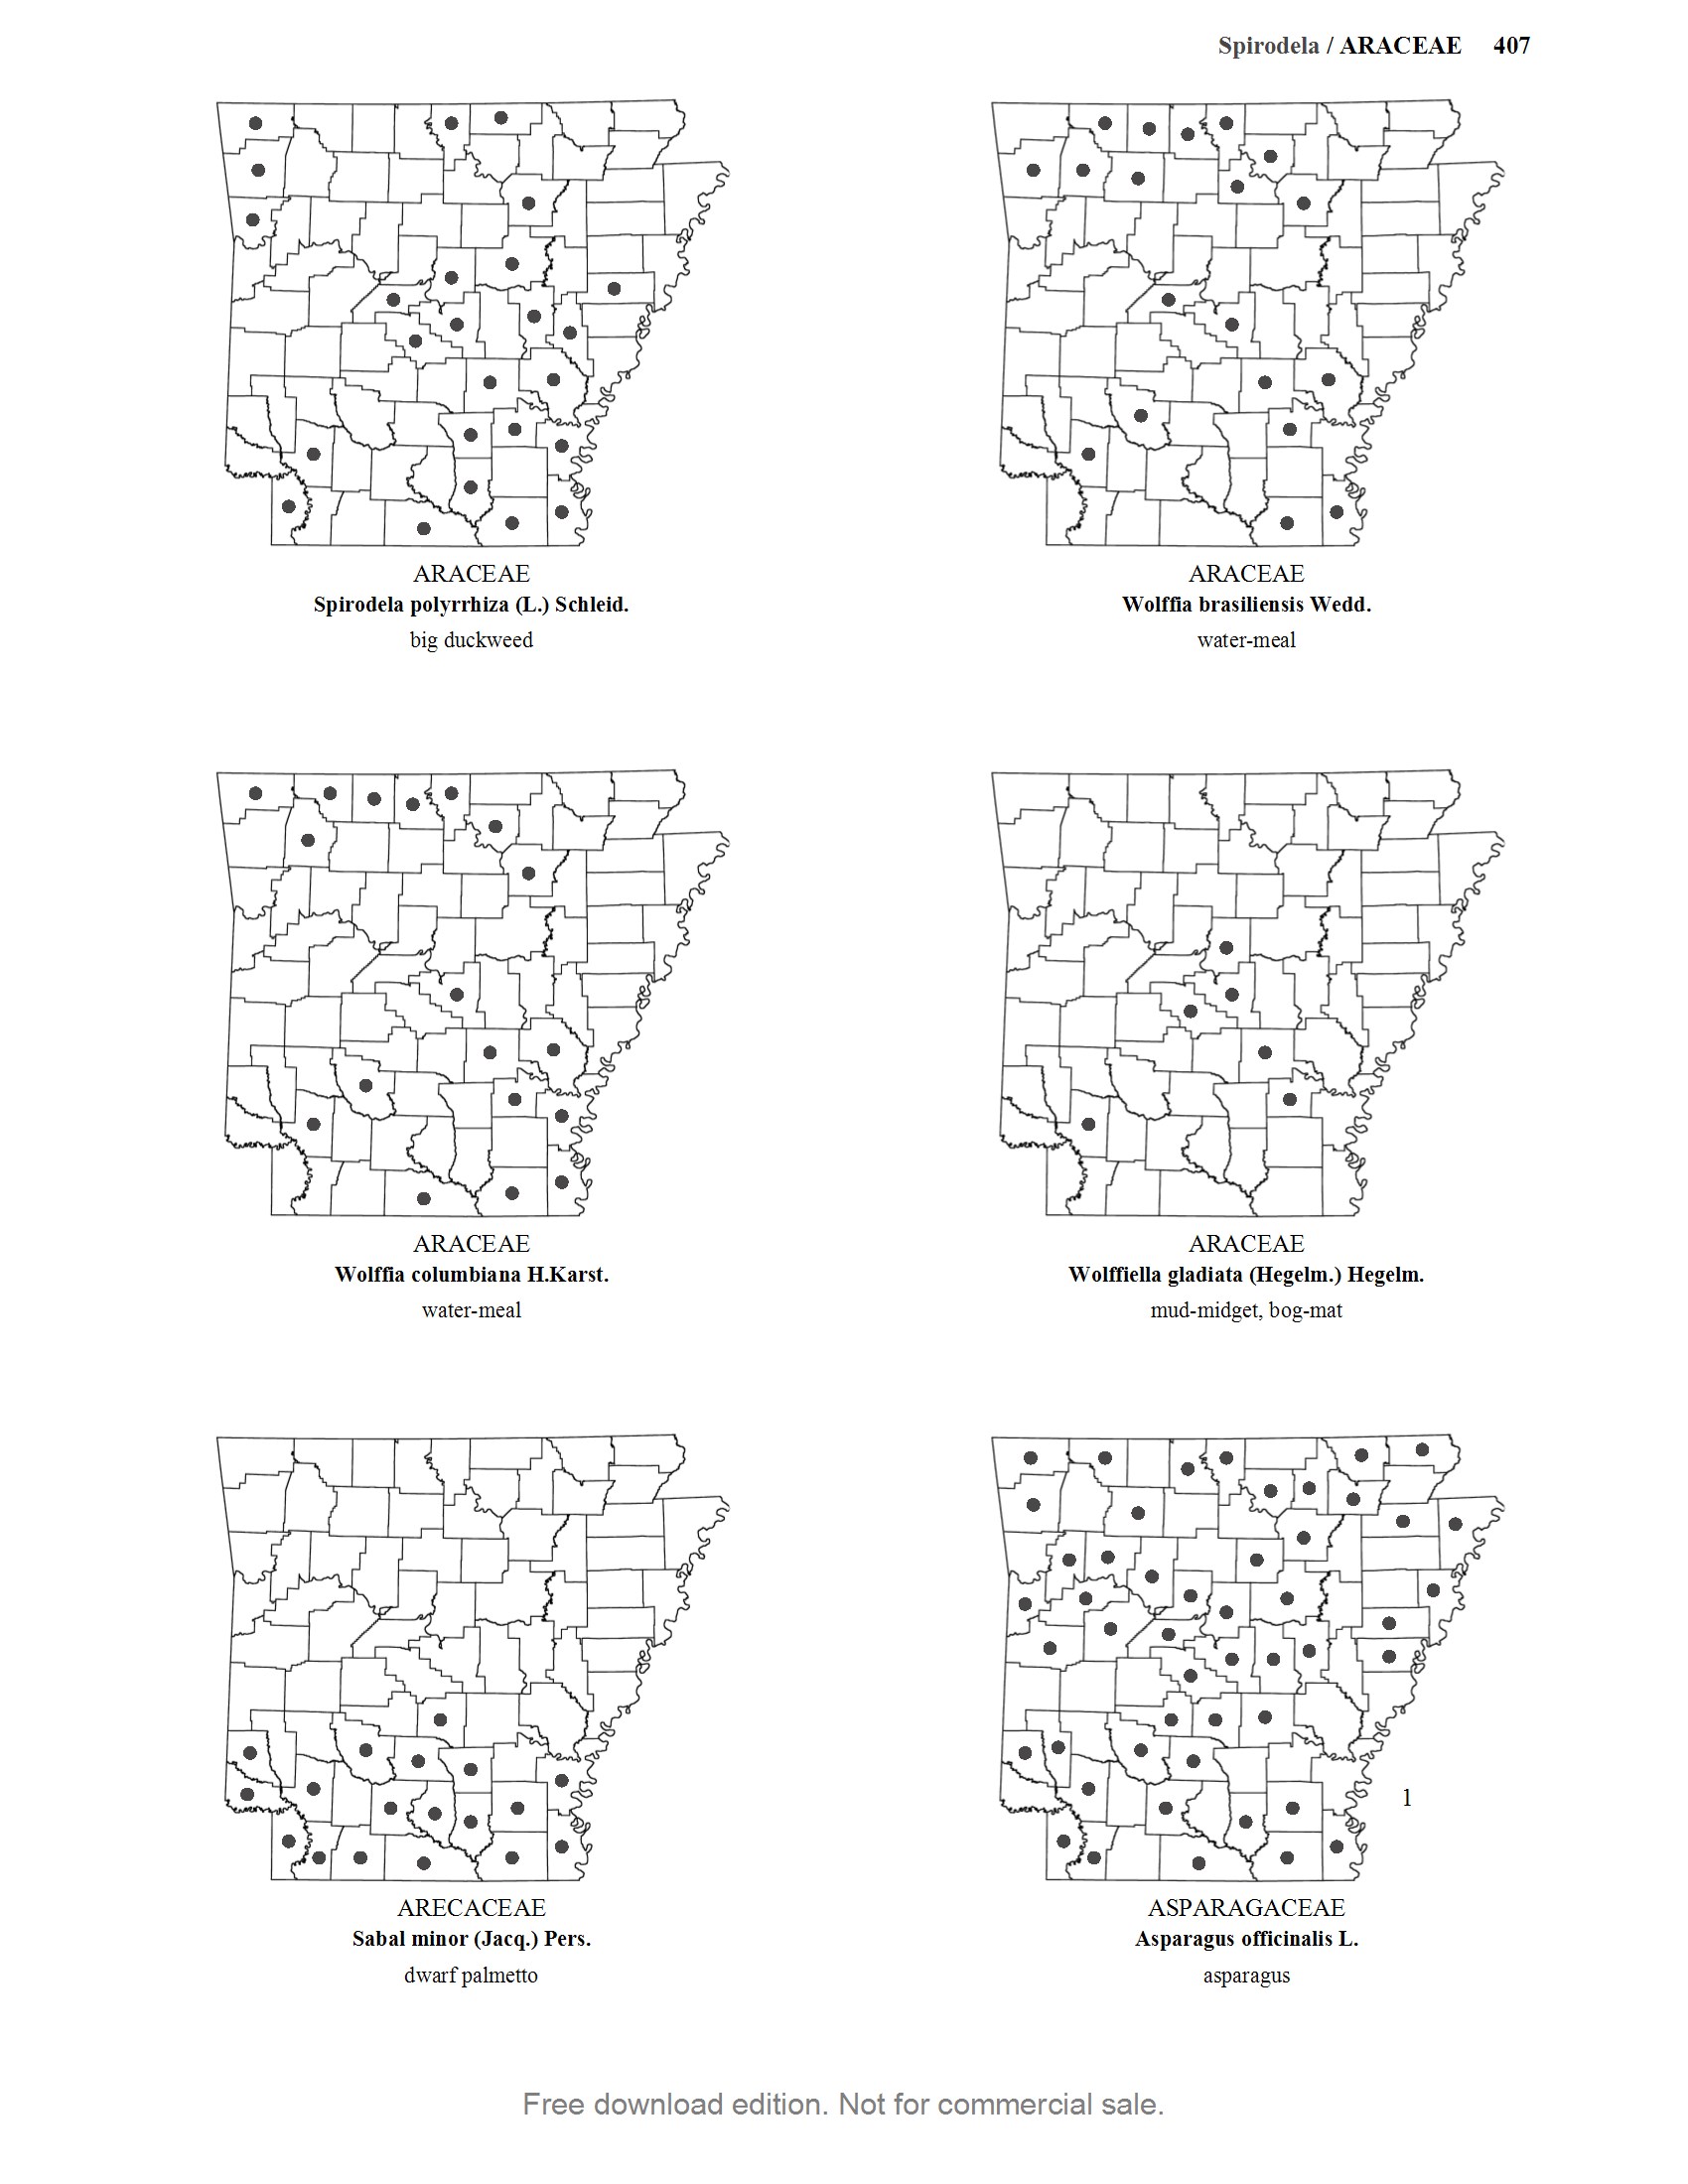 Spirodela / ARACEAE 407
ARACEAE
Spirodela polyrrhiza (L.) Schleid.
big duckweed
ARACEAE
Wolffia brasiliensis Wedd.
water-meal
ARACEAE
Wolffia columbiana H.Karst.
water-meal
ARACEAE
Wolffiella gladiata (Hegelm.) Hegelm.
mud-midget, bog-mat
ARECACEAE
Sabal minor (Jacq.) Pers.
dwarf palmetto
1
ASPARAGACEAE
Asparagus officinalis L.
asparagus
Free download edition. Not for commercial sale.